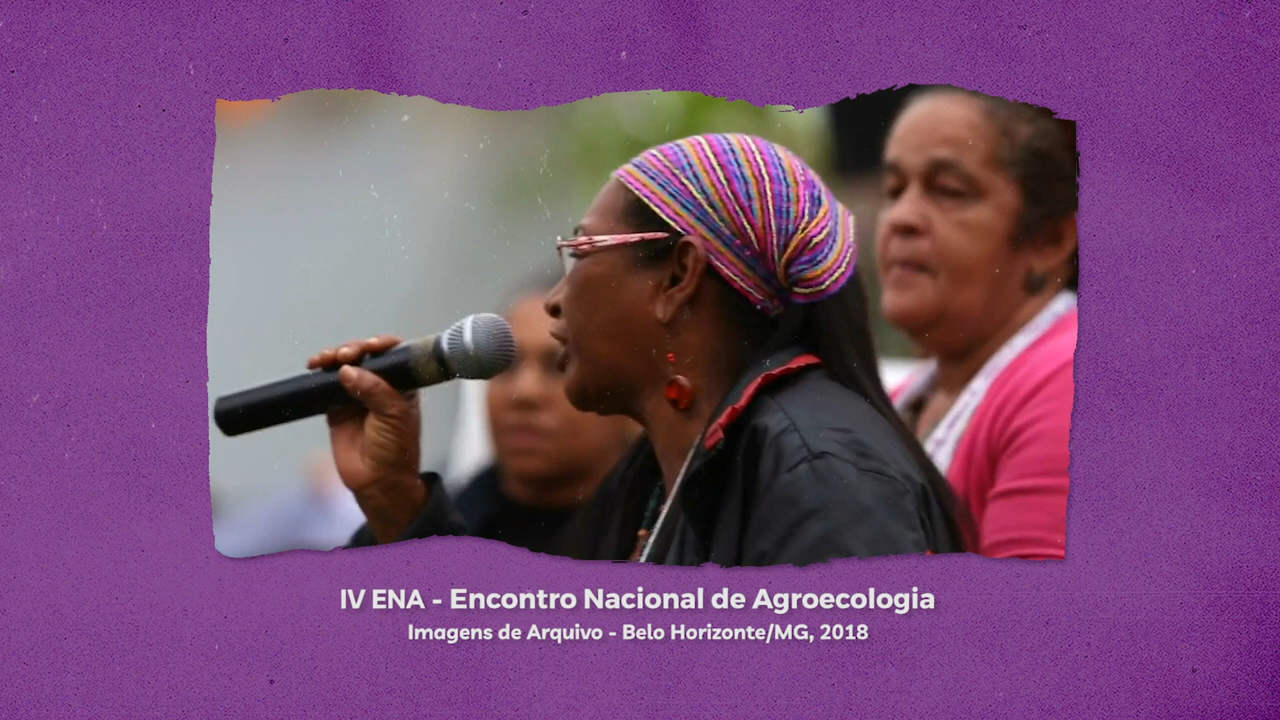 IV ENA - Encontro Nacional de Agroecologia
Imagens de Arquivo - Belo Horizonte/MG, 2018